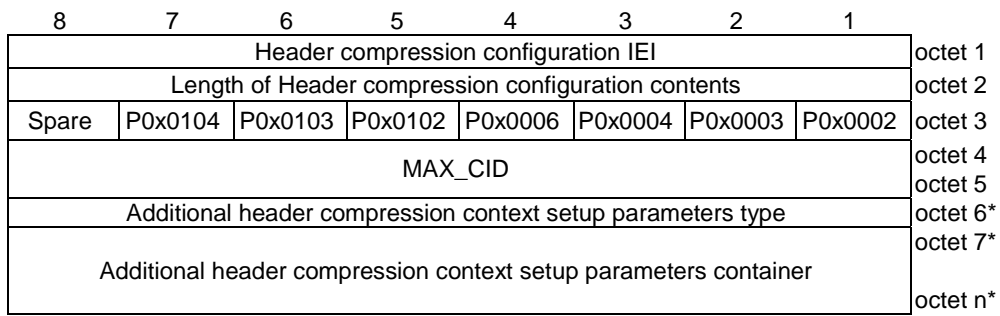 8 7 6 5 4 3 2 1
Header compression configuration IEI octet 1
Length of Header compression configuration contents octet 2
Spare P0x0104 P0x0103 P0x0102 P0x0006 P0x0004 P0x0003 P0x0002 octet 3
MAX_CID octet 4
octet 5
Additional header compression context setup parameters type octet 6*
octet 7*
Additional header compression context setup parameters container
octet n*